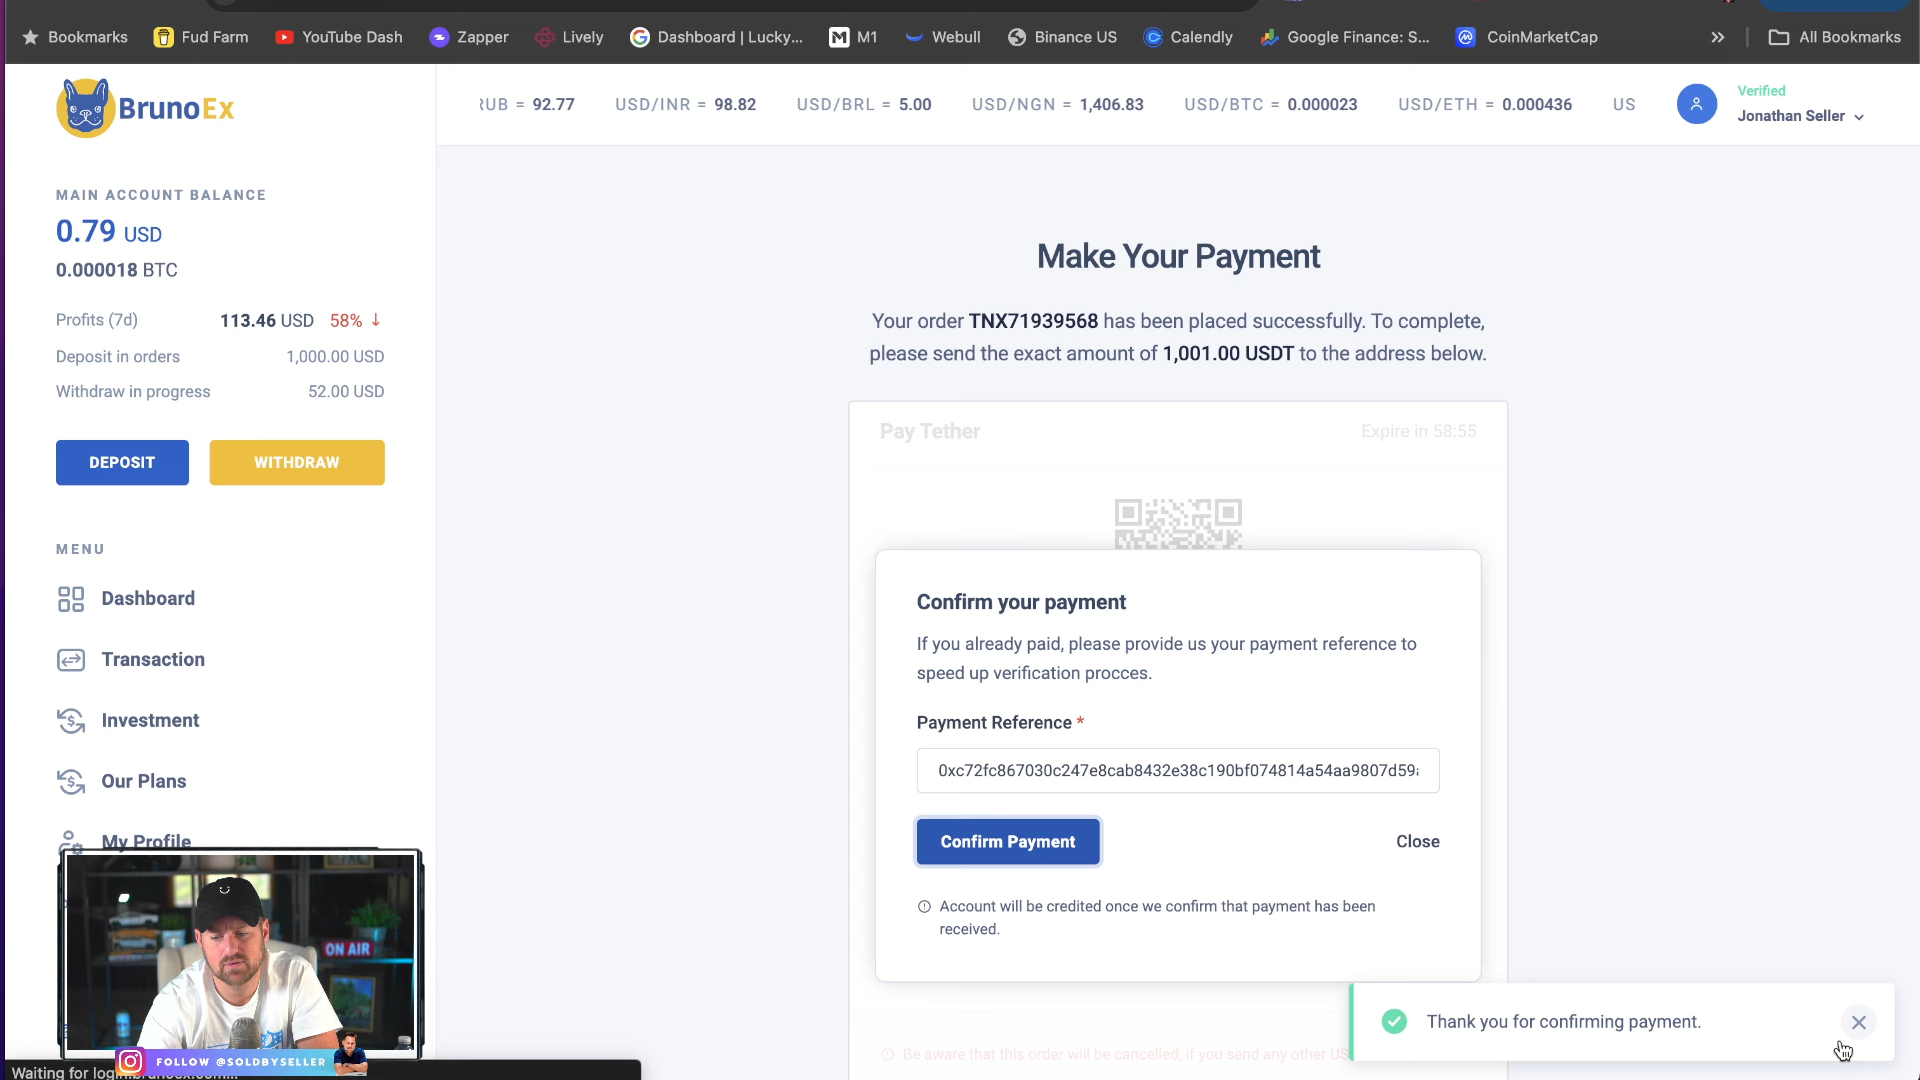 Bookmarks
Fud Farm
YouTube Dash
Zapper
Lively
Dashboard | Lucky...
M1
Webull
Binance US
Calendly
Google Finance: S...
CoinMarketCap
All Bookmarks
BrunoEx
RUB = 92.77
USD/INR = 98.82
USD/BRL = 5.00
USD/NGN = 1,406.83
USD/BTC = 0.000023
USD/ETH = 0.000436
US
Verified
Jonathan Seller
MAIN ACCOUNT BALANCE
0.79 USD
0.000018 BTC
Profits (7d) 113.46 USD 58% ↓
Deposit in orders 1,000.00 USD
Withdraw in progress 52.00 USD
DEPOSIT
WITHDRAW
MENU
Dashboard
Transaction
Investment
Our Plans
My Profile
Make Your Payment
Your order TNX71939568 has been placed successfully. To complete,
please send the exact amount of 1,001.00 USDT to the address below.
Pay Tether
Expire in 58:55
Confirm your payment
If you already paid, please provide us your payment reference to
speed up verification procces.
Payment Reference *
0xc72fc867030c247e8cab8432e38c190bf074814a54aa9807d59
Confirm Payment
Close
Account will be credited once we confirm that payment has been
received.
Be aware that this order will be cancelled, if you send any other US
Thank you for confirming payment.
ON AIR
FOLLOW @SOLDBYSELLER
Waiting for